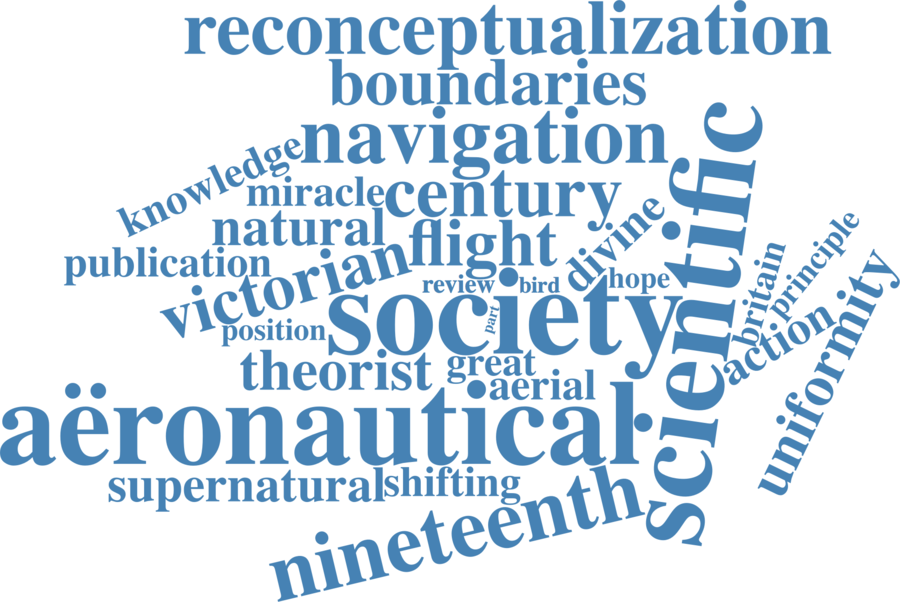 reconceptualization
boundaries
navigation
knowledge
miracle
century
scientific
natural
flight
divine
publication
victorian
review
bird
hope
britain
principle
society
part
position
action
uniformity
theorist
great
aerial
aëronautical
supernatural
shifting
nineteenth